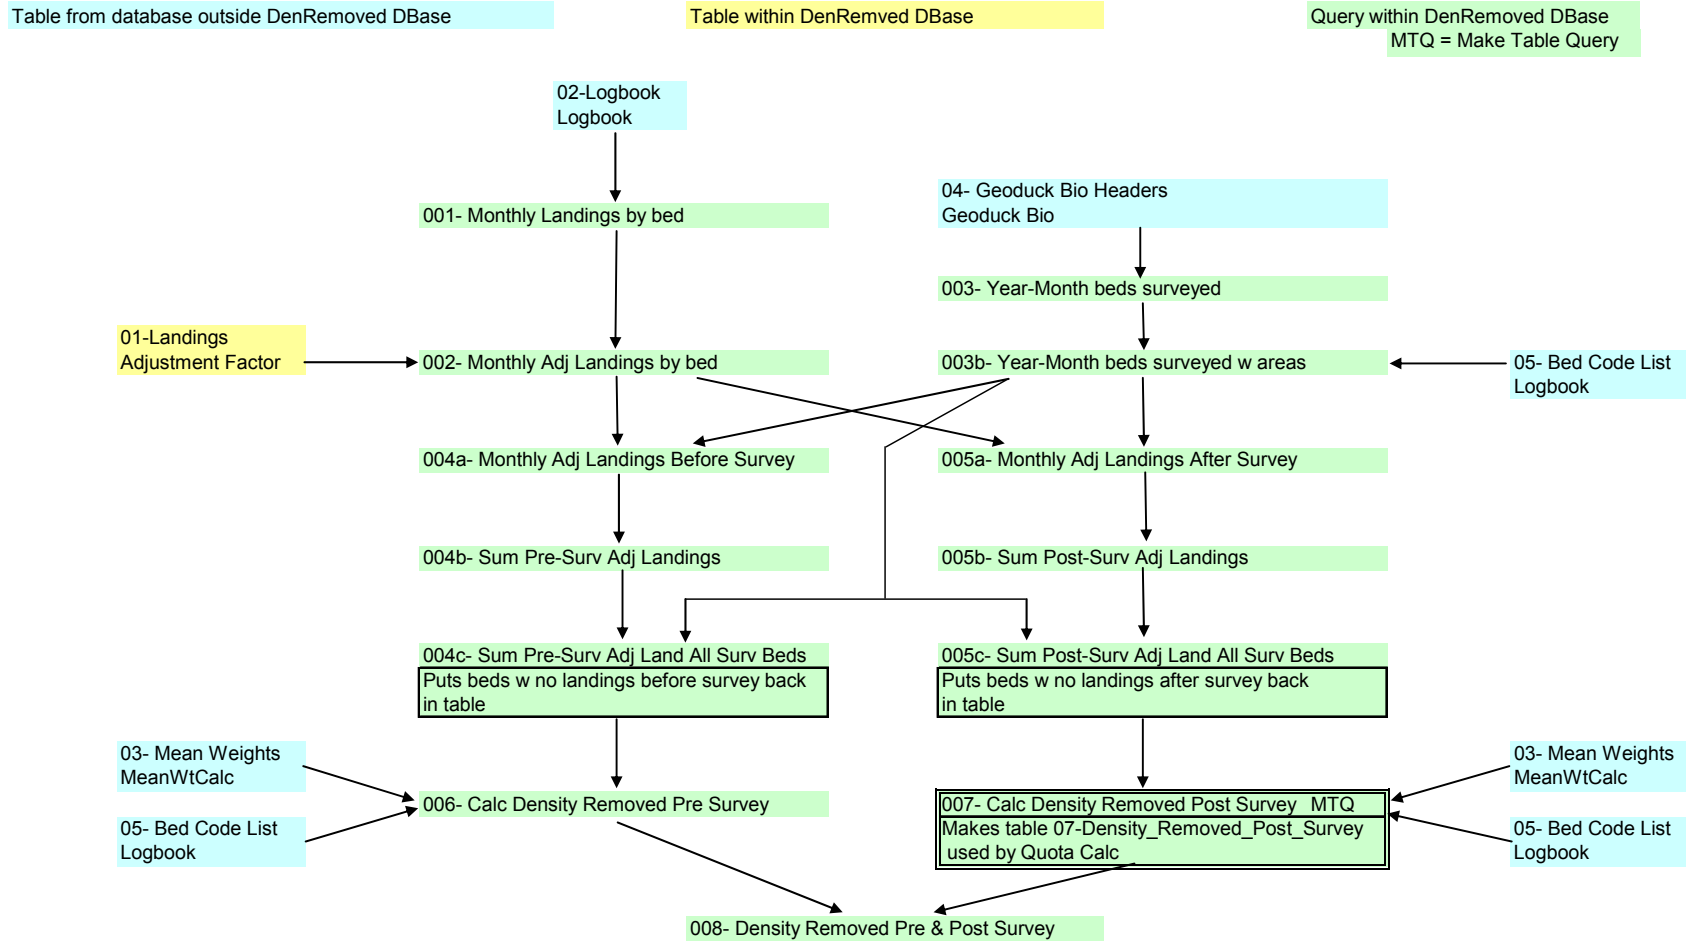 Table from database outside DenRemoved DBase
Table within DenRemved DBase
Query within DenRemoved DBase
MTQ = Make Table Query
02-Logbook
Logbook
04- Geoduck Bio Headers
Geoduck Bio
001- Monthly Landings by bed
003- Year-Month beds surveyed
01-Landings
Adjustment Factor
002- Monthly Adj Landings by bed
003b- Year-Month beds surveyed w areas
05- Bed Code List
Logbook
004a- Monthly Adj Landings Before Survey
005a- Monthly Adj Landings After Survey
004b- Sum Pre-Surv Adj Landings
005b- Sum Post-Surv Adj Landings
004c- Sum Pre-Surv Adj Land All Surv Beds
Puts beds w no landings before survey back
in table
005c- Sum Post-Surv Adj Land All Surv Beds
Puts beds w no landings after survey back
in table
03- Mean Weights
MeanWtCalc
05- Bed Code List
Logbook
006- Calc Density Removed Pre Survey
007- Calc Density Removed Post Survey MTQ
Makes table 07-Density_Removed_Post_Survey
used by Quota Calc
03- Mean Weights
MeanWtCalc
05- Bed Code List
Logbook
008- Density Removed Pre & Post Survey